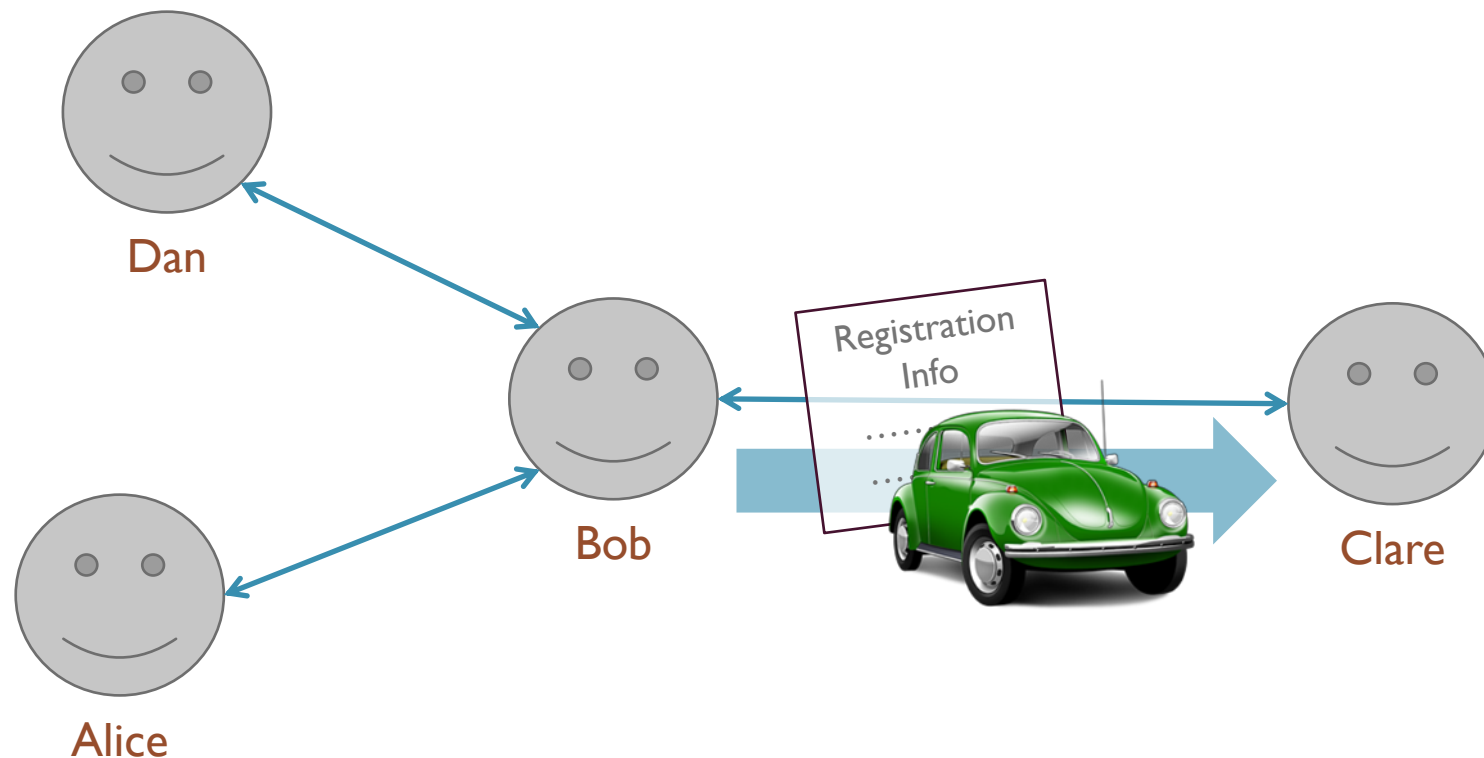 Dan
Registration
Info
......
....
Bob
Clare
Alice